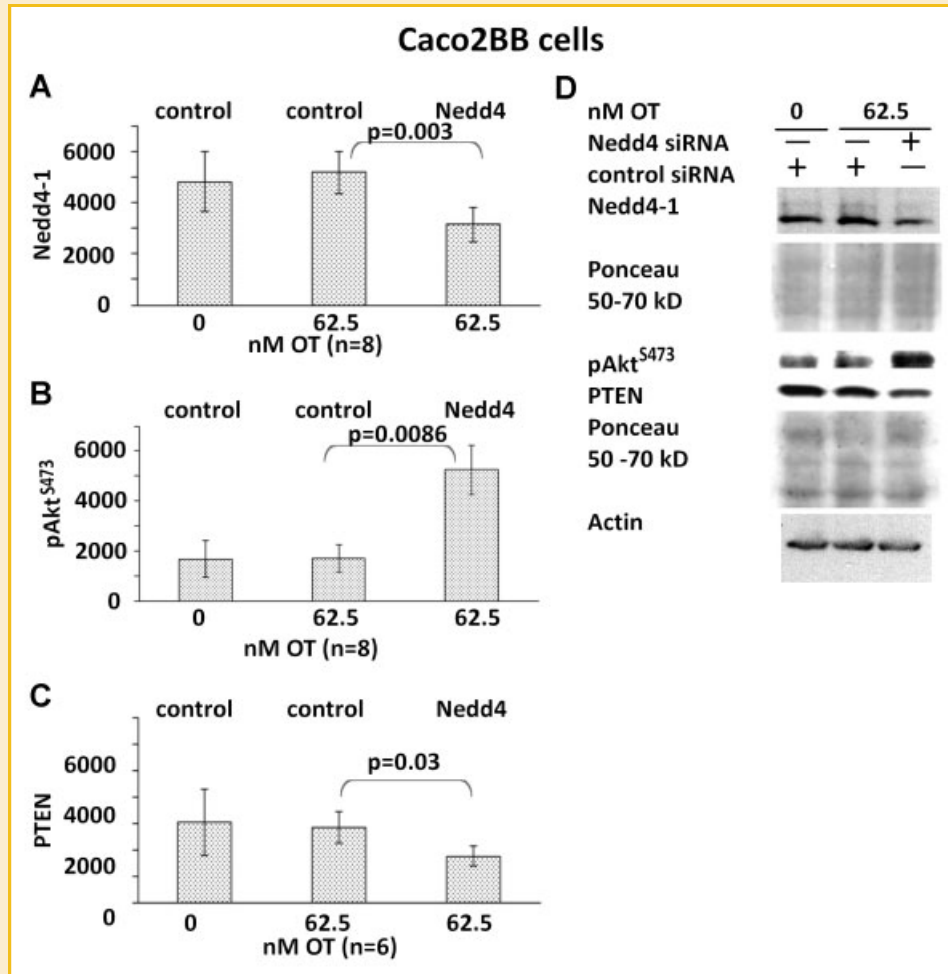 Caco2BB cells
A
control control Nedd4
p=0.003
6000
4000
2000
0
Nedd4-1
0 62.5 62.5
nM OT (n=8)
B
control control Nedd4
p=0.0086
6000
4000
2000
0
pAkt^S473
0 62.5 62.5
nM OT (n=8)
C
control control Nedd4
p=0.03
6000
4000
2000
0
PTEN
0 62.5 62.5
nM OT (n=6)
D
nM OT 0 62.5
Nedd4 siRNA — — +
control siRNA + + —
Nedd4-1
Ponceau
50-70 kD
pAkt^S473
PTEN
Ponceau
50 -70 kD
Actin